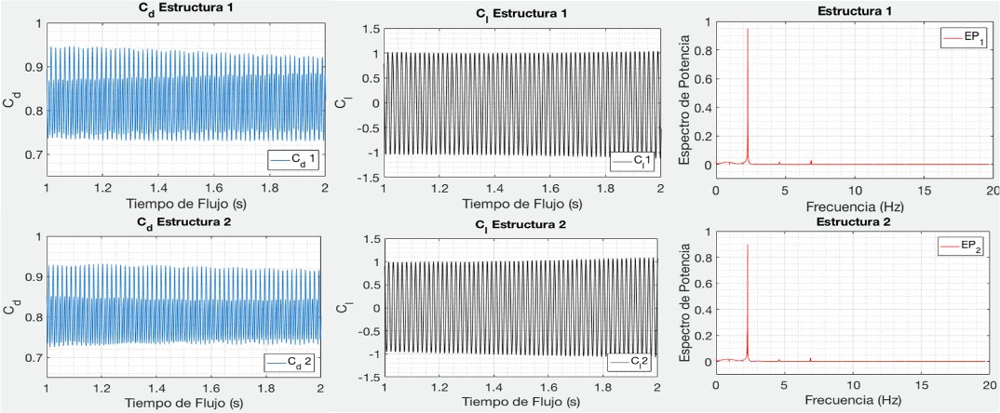 C_d Estructura 1
1
0.9
0.8
0.7
C_d
C_d 1
1 1.2 1.4 1.6 1.8 2
Tiempo de Flujo (s)
C_l Estructura 1
1.5
1
0.5
0
-0.5
-1
-1.5
C_l
C_l1
1 1.2 1.4 1.6 1.8 2
Tiempo de Flujo (s)
Estructura 1
1
0.8
0.6
0.4
0.2
0
Espectro de Potencia
EP_1
0 5 10 15 20
Frecuencia (Hz)
C_d Estructura 2
1
0.9
0.8
0.7
C_d
C_d 2
1 1.2 1.4 1.6 1.8 2
Tiempo de Flujo (s)
C_l Estructura 2
1.5
1
0.5
0
-0.5
-1
-1.5
C_l
C_l2
1 1.2 1.4 1.6 1.8 2
Tiempo de Flujo (s)
Estructura 2
1
0.8
0.6
0.4
0.2
0
Espectro de Potencia
EP_2
0 5 10 15 20
Frecuencia (Hz)